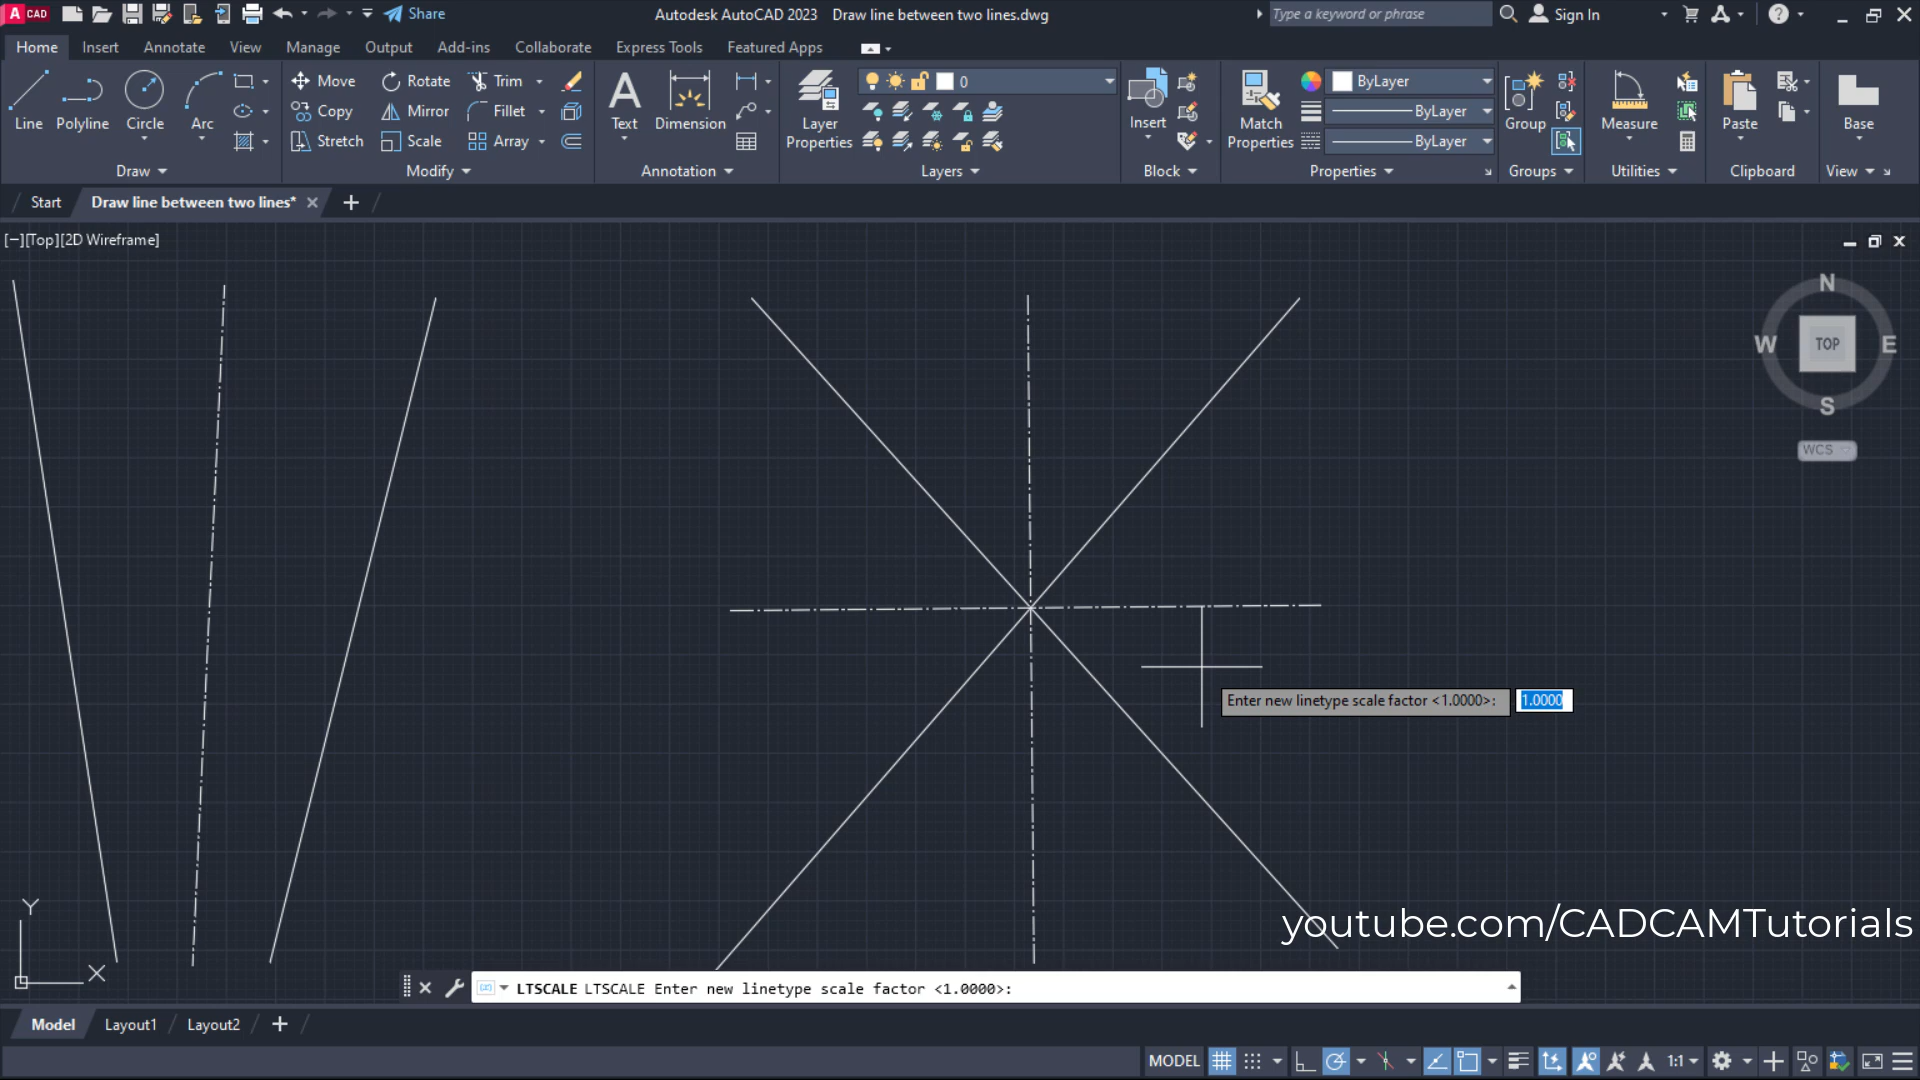 A CAD
Share
Autodesk AutoCAD 2023 Draw line between two lines.dwg
Type a keyword or phrase
Sign In
Home Insert Annotate View Manage Output Add-ins Collaborate Express Tools Featured Apps
Line Polyline Circle Arc
Draw
Move Rotate Trim
Copy Mirror Fillet
Stretch Scale Array
Modify
Text Dimension
Annotation
Layer Properties
0
Layers
Insert
Block
Match Properties
ByLayer
ByLayer
ByLayer
Properties
Group
Groups
Measure
Utilities
Paste
Clipboard
Base
View
Start Draw line between two lines*
[−][Top][2D Wireframe]
N
W TOP E
S
WCS
Enter new linetype scale factor <1.0000>: 1.0000
youtube.com/CADCAMTutorials
Y
X
LTSCALE LTSCALE Enter new linetype scale factor <1.0000>:
Model Layout1 Layout2
MODEL 1:1